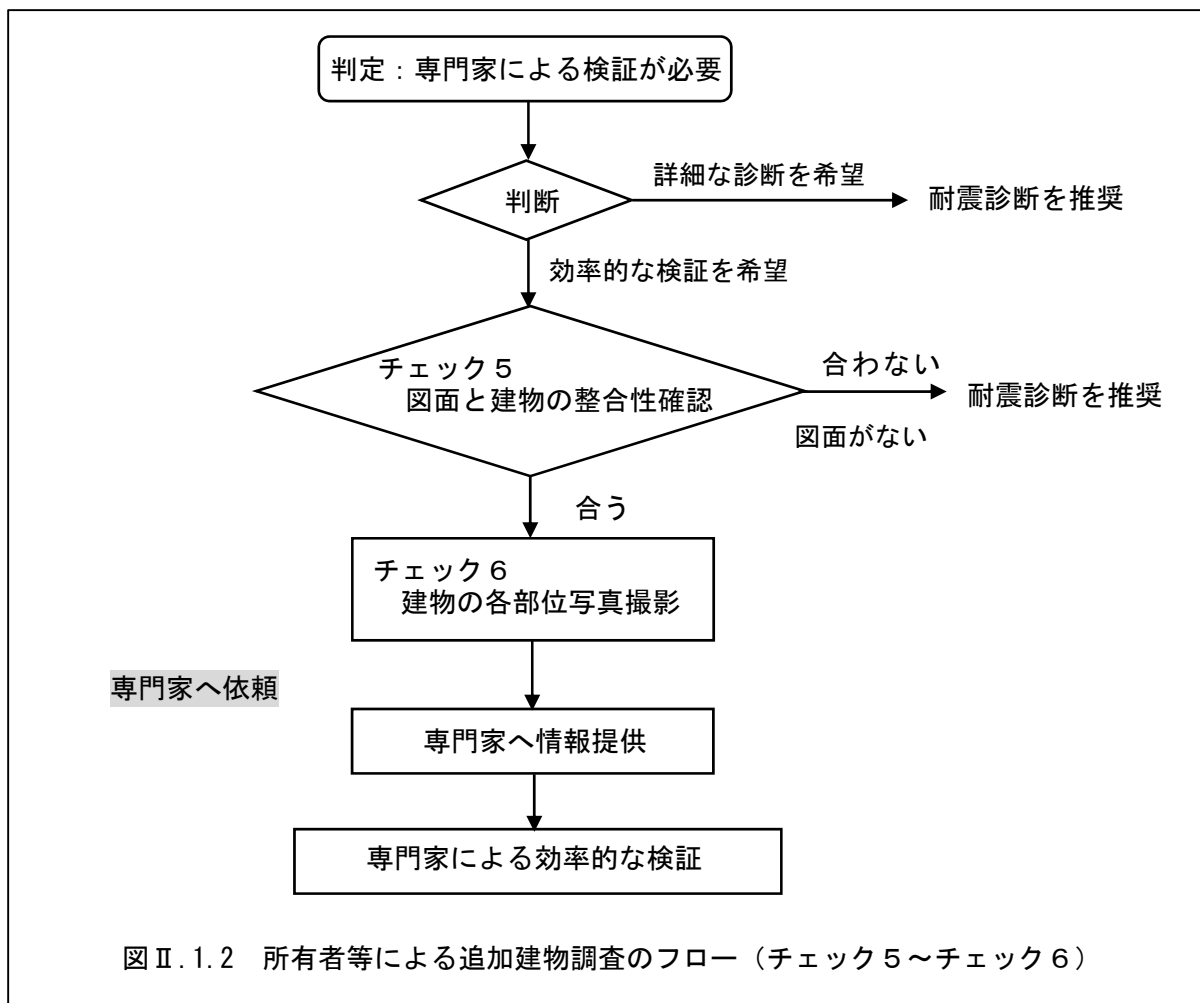 判定：専門家による検証が必要
判断
詳細な診断を希望
耐震診断を推奨
効率的な検証を希望
チェック５
図面と建物の整合性確認
合わない
耐震診断を推奨
図面がない
合う
チェック６
建物の各部位写真撮影
専門家へ依頼
専門家へ情報提供
専門家による効率的な検証
図Ⅱ.1.2　所有者等による追加建物調査のフロー（チェック５～チェック６）